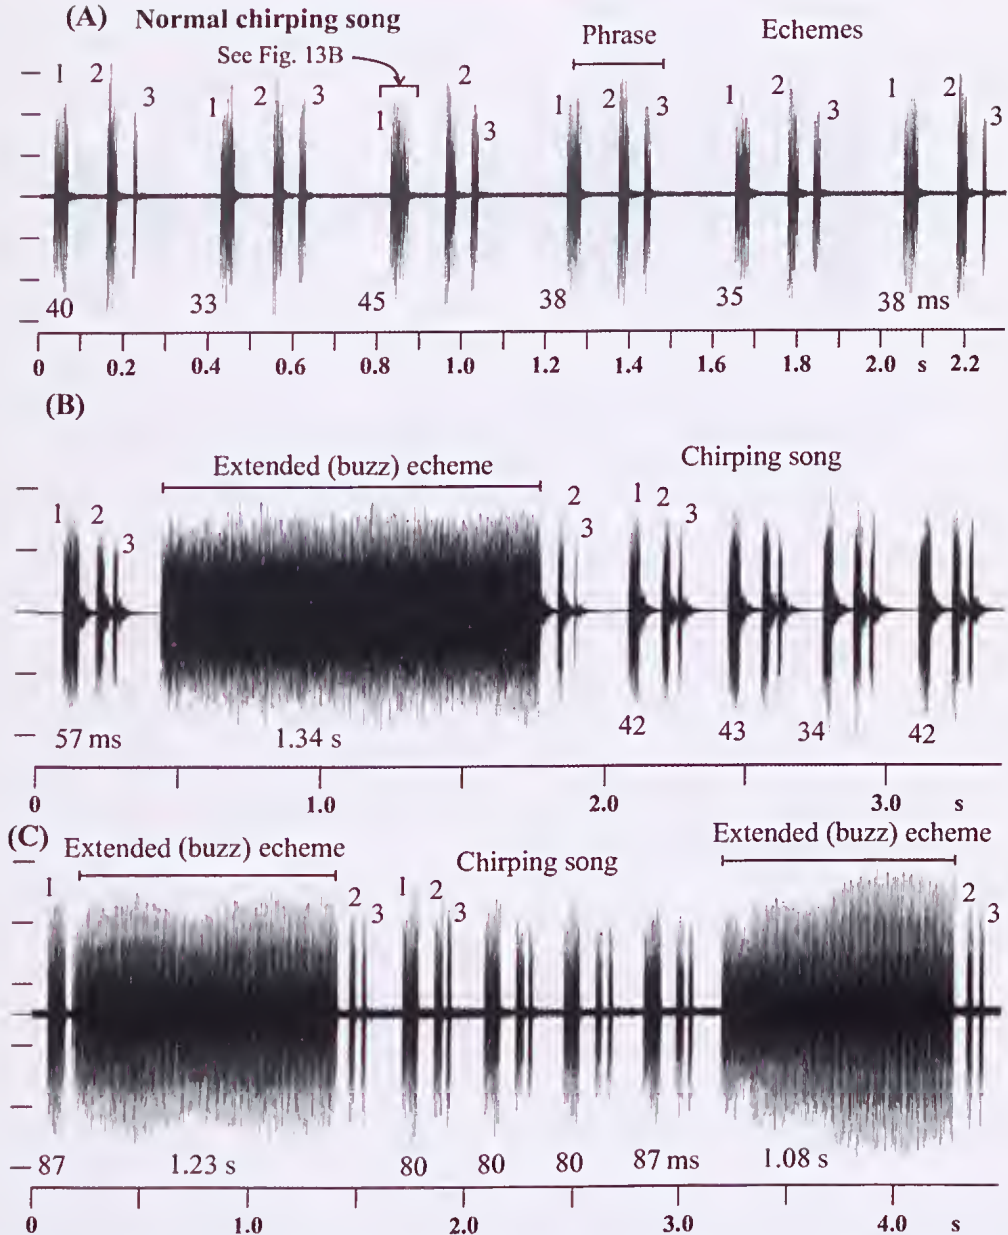 (A) Normal chirping song
See Fig. 13B
Phrase
Echemes
1 2 3 1 2 3 1 2 3 1 2 3 1 2 3 1 2 3
40 33 45 38 35 38 ms
0 0.2 0.4 0.6 0.8 1.0 1.2 1.4 1.6 1.8 2.0 s 2.2
(B)
Extended (buzz) echeme
Chirping song
1 2 3 2 3 1 2 3
57 ms 1.34 s 42 43 34 42
0 1.0 2.0 3.0 s
(C)
Extended (buzz) echeme
Chirping song
Extended (buzz) echeme
1 2 3 1 2 3 2 3
87 1.23 s 80 80 80 87 ms 1.08 s
0 1.0 2.0 3.0 4.0 s